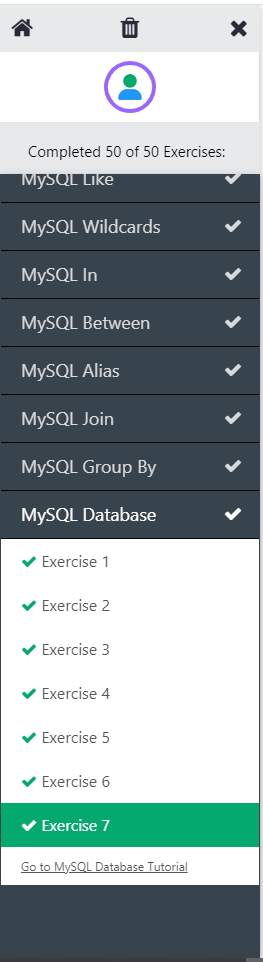 Completed 50 of 50 Exercises:
MySQL Like
MySQL Wildcards
MySQL In
MySQL Between
MySQL Alias
MySQL Join
MySQL Group By
MySQL Database
Exercise 1
Exercise 2
Exercise 3
Exercise 4
Exercise 5
Exercise 6
Exercise 7
Go to MySQL Database Tutorial